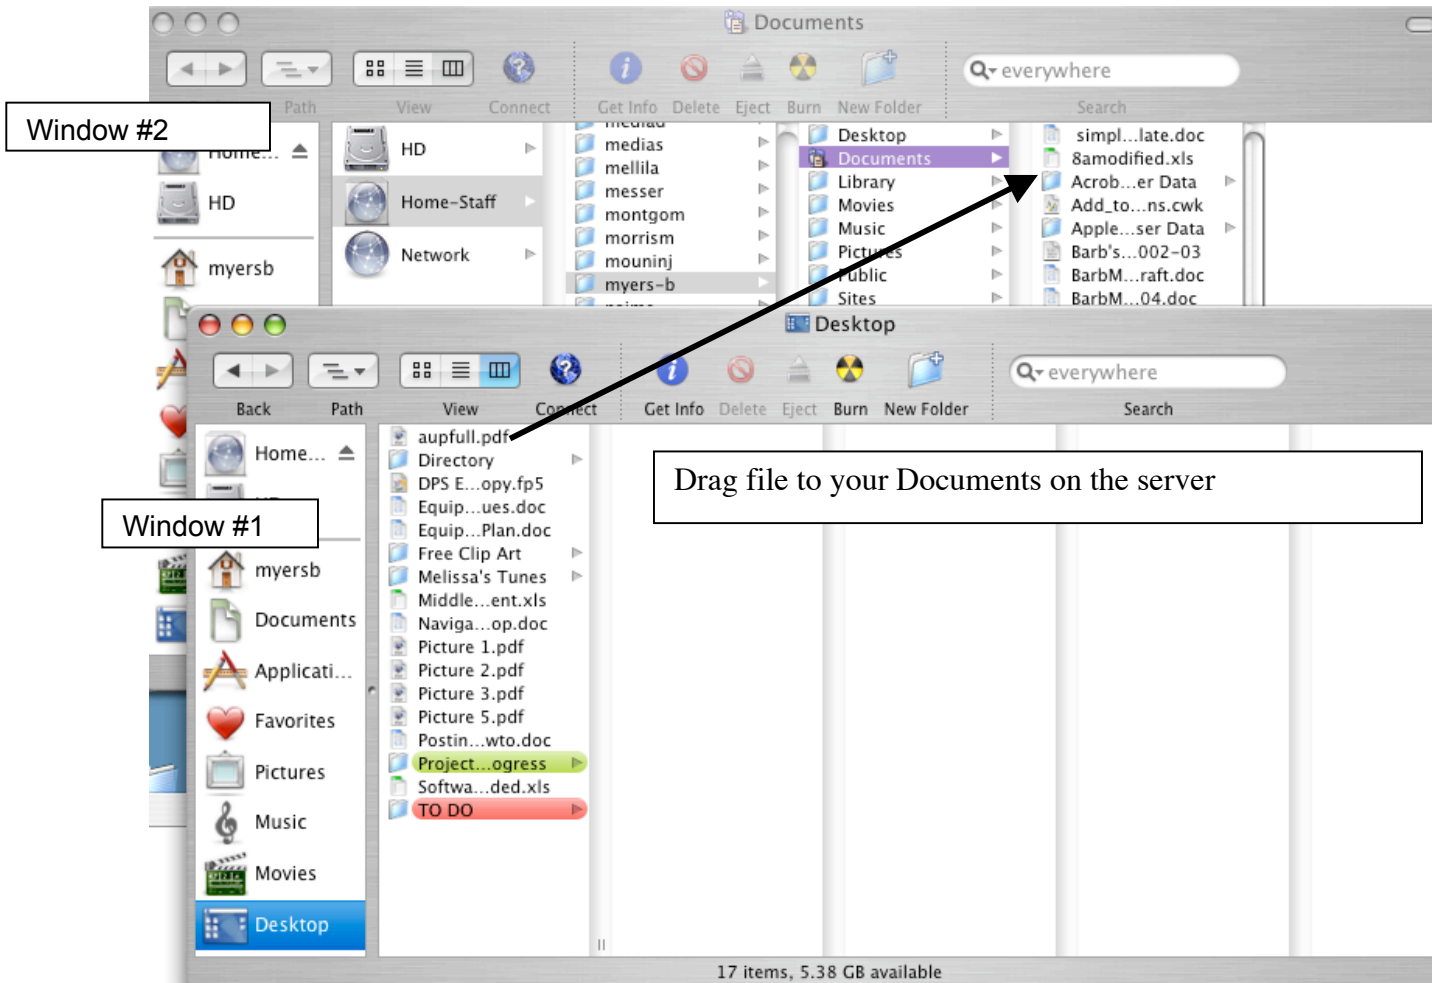 Documents
everywhere
Path View Connect Get Info Delete Eject Burn New Folder Search
Window #2
Home...
HD
myersb
HD
Home-Staff
Network
medias
mellila
messer
montgom
morrism
mouninj
myers-b
Desktop
Documents
Library
Movies
Music
Pictures
Public
Sites
simpl...late.doc
8amodified.xls
Acrob...er Data
Add_to...ns.cwk
Apple...ser Data
Barb's...002-03
BarbM...raft.doc
BarbM...04.doc
Desktop
everywhere
Back Path View Connect Get Info Delete Eject Burn New Folder Search
Home...
Window #1
myersb
Documents
Applicati...
Favorites
Pictures
Music
Movies
Desktop
aupfull.pdf
Directory
DPS E...opy.fp5
Equip...ues.doc
Equip...Plan.doc
Free Clip Art
Melissa's Tunes
Middle...ent.xls
Naviga...op.doc
Picture 1.pdf
Picture 2.pdf
Picture 3.pdf
Picture 5.pdf
Postin...wto.doc
Project...ogress
Softwa...ded.xls
TO DO
Drag file to your Documents on the server
17 items, 5.38 GB available